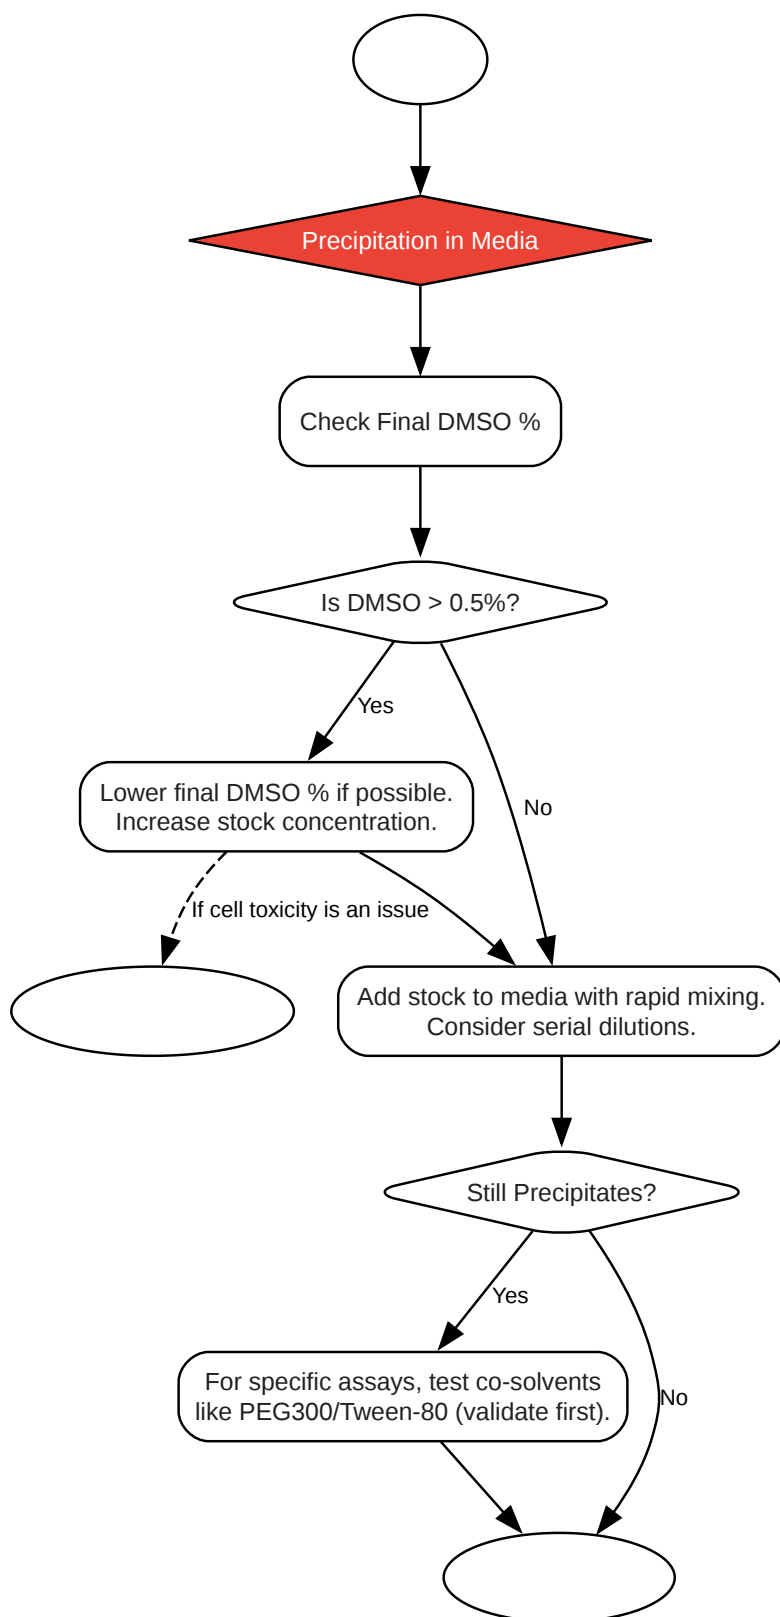 Precipitation in Media
Check Final DMSO %
Is DMSO > 0.5%?
Yes
Lower final DMSO % if possible.
Increase stock concentration.
No
If cell toxicity is an issue
Add stock to media with rapid mixing.
Consider serial dilutions.
Still Precipitates?
Yes
For specific assays, test co-solvents
like PEG300/Tween-80 (validate first).
No